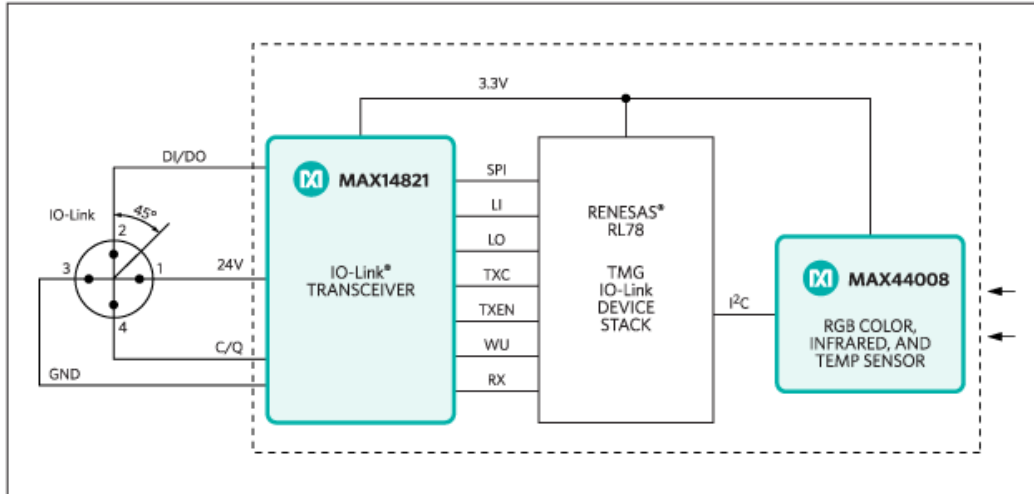 3.3V
DI/DO
MAX14821
SPI
LI
LO
TXC
TXEN
WU
RX
IO-Link
45°
2
3
1
4
24V
C/Q
GND
IO-Link®
TRANSCEIVER
RENESAS®
RL78
TMG
IO-Link
DEVICE
STACK
I²C
MAX44008
RGB COLOR,
INFRARED, AND
TEMP SENSOR